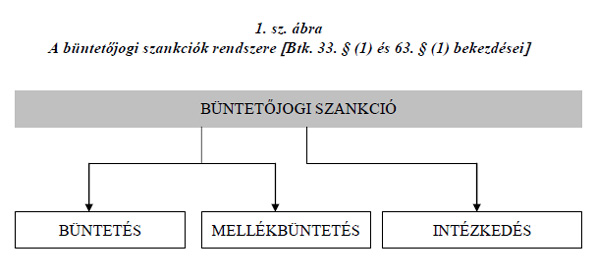 1. sz. ábra
A büntetőjogi szankciók rendszere [Btk. 33. § (1) és 63. § (1) bekezdései]
BÜNTETŐJOGI SZANKCIÓ
BÜNTETÉS
MELLÉKBÜNTETÉS
INTÉZKEDÉS